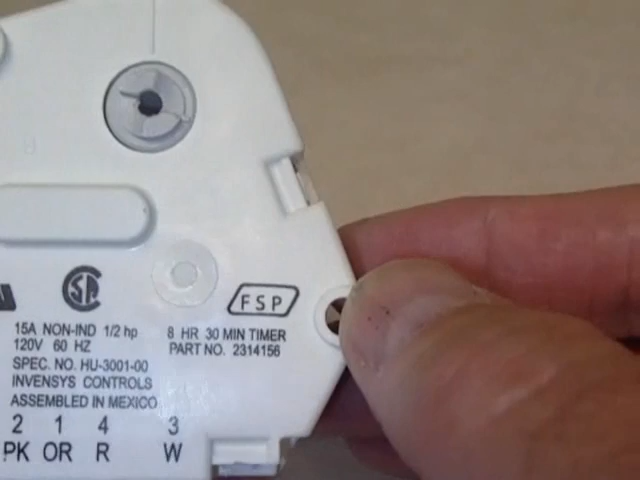 FSP
15A NON-IND 1/2 hp
120V 60 HZ
8 HR 30 MIN TIMER
PART NO. 2314156
SPEC. NO. HU-3001-00
INVENSYS CONTROLS
ASSEMBLED IN MEXICO
2 1 4 3
PK OR R W